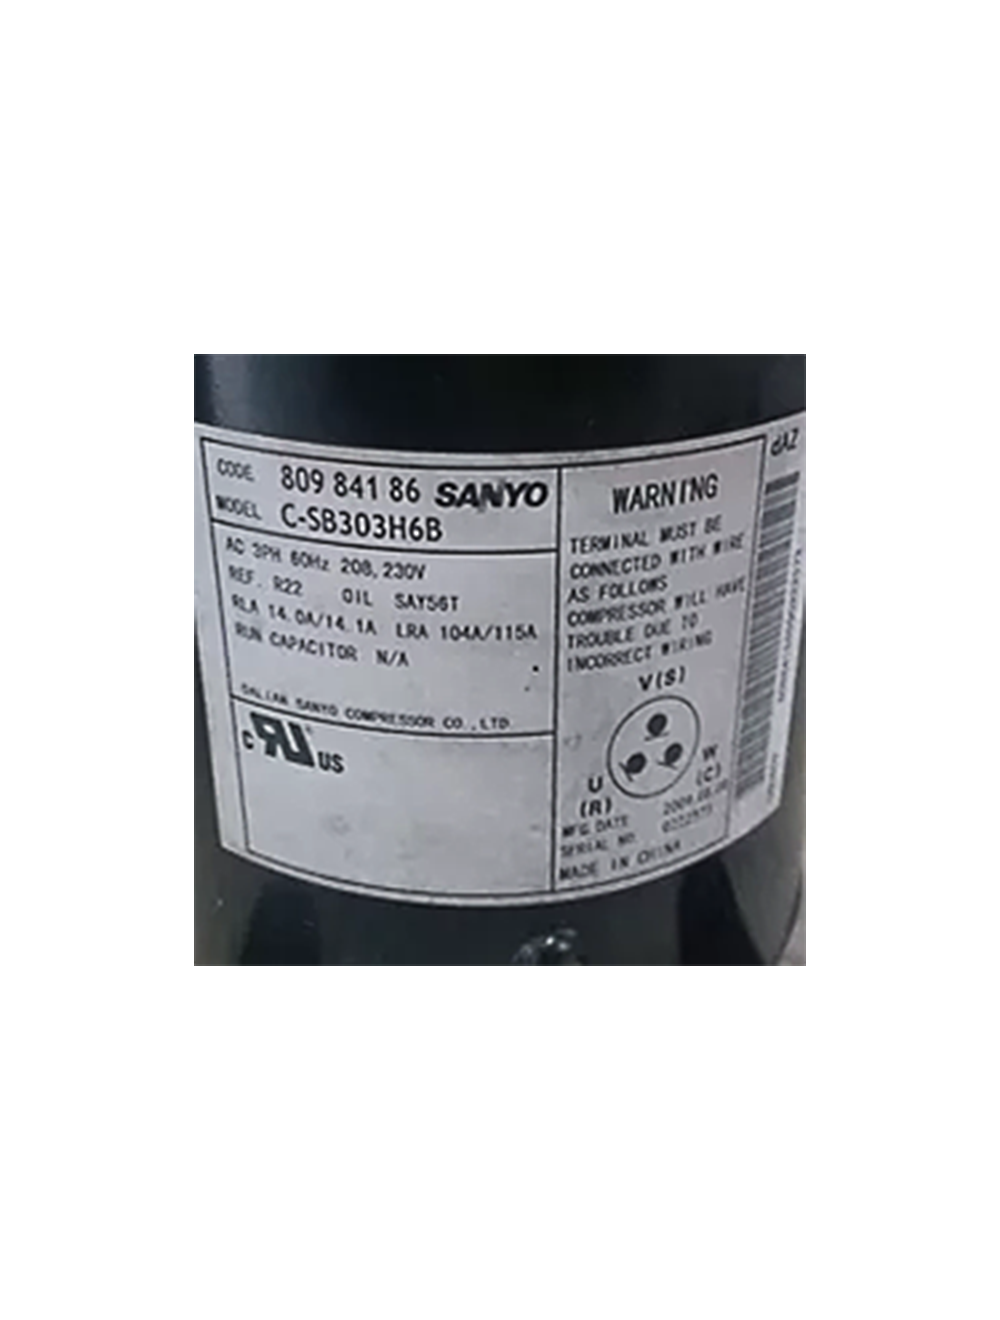 CODE 809 841 86 SANYO
MODEL C-SB303H6B
AC 3PH 60Hz 208,230V
REF. R22 OIL SAY56T
RLA 14.0A/14.1A LRA 104A/115A
RUN CAPACITOR N/A
DALIAN SANYO COMPRESSOR CO.,LTD
C RU US
WARNING
TERMINAL MUST BE
CONNECTED WITH WIRE
AS FOLLOWS
COMPRESSOR WILL HAVE
TROUBLE DUE TO
INCORRECT WIRING
V(S)
U W
(R) (C)
MFG.DATE
SERIAL NO.
MADE IN CHINA